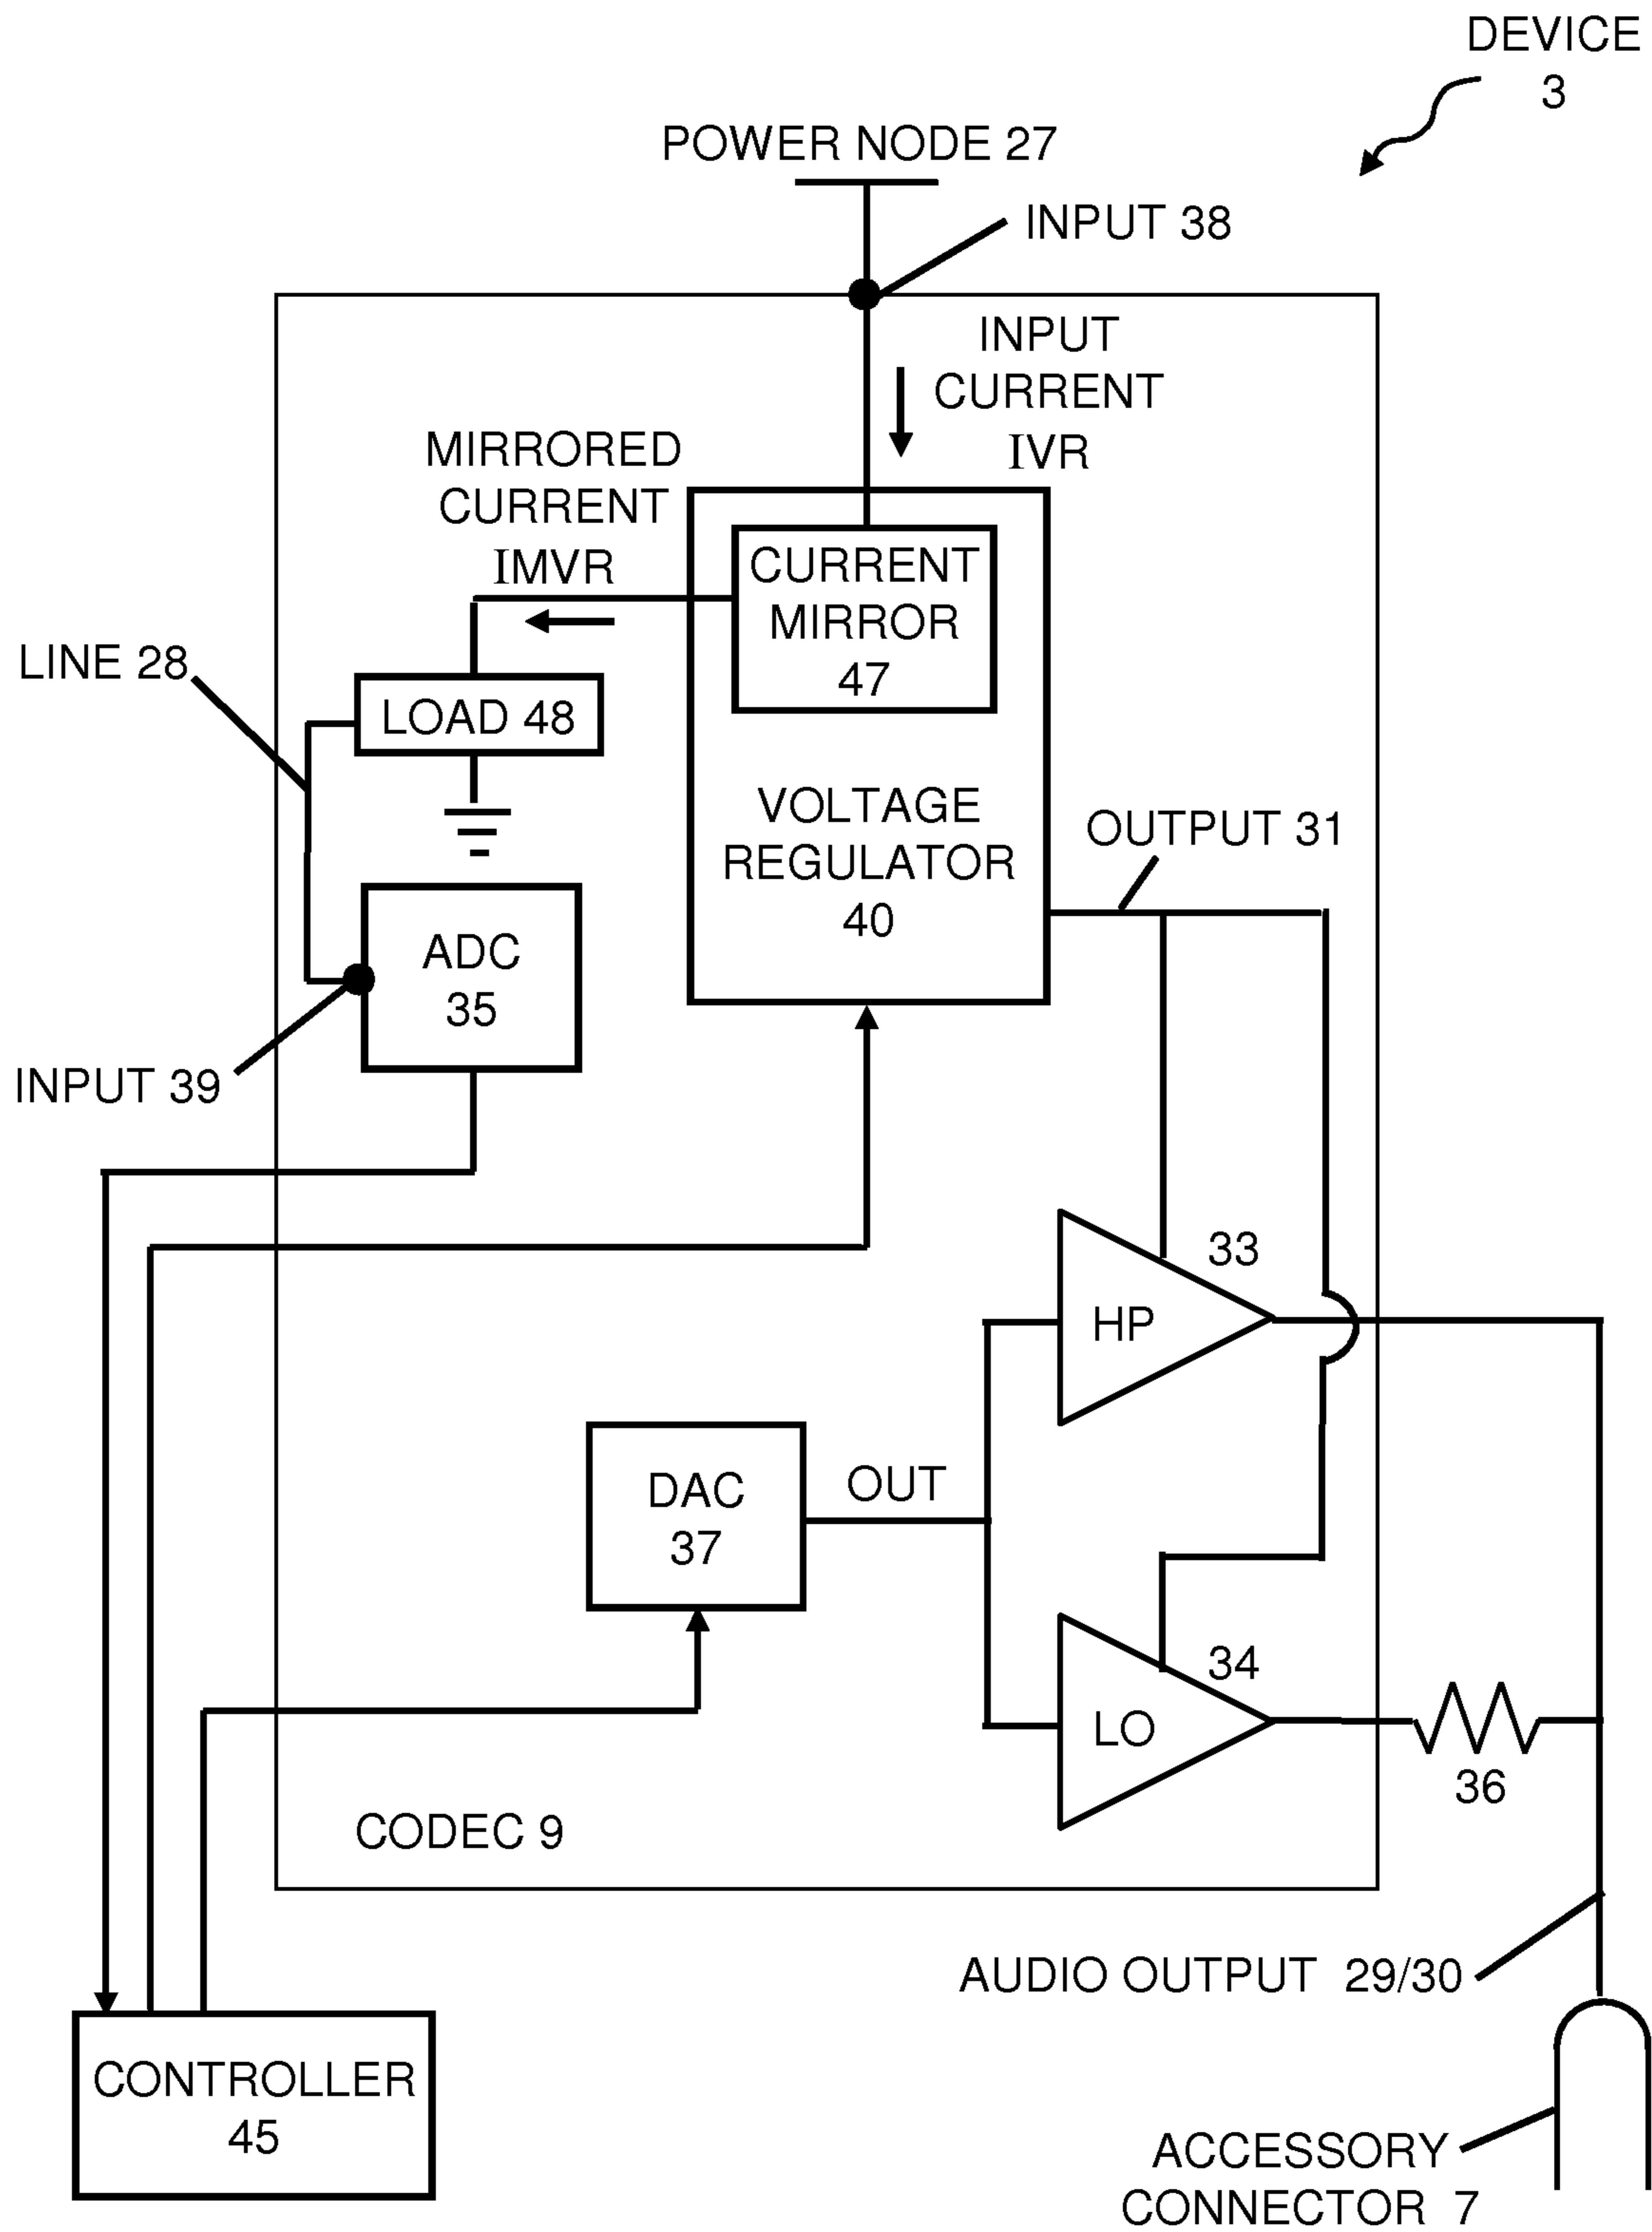 DEVICE
3
POWER NODE 27
INPUT 38
INPUT
CURRENT
IVR
MIRRORED
CURRENT
IMVR
CURRENT
MIRROR
47
LINE 28
LOAD 48
VOLTAGE
REGULATOR
40
OUTPUT 31
ADC
35
INPUT 39
33
HP
DAC
37
OUT
34
LO
36
CODEC 9
AUDIO OUTPUT 29/30
CONTROLLER
45
ACCESSORY
CONNECTOR 7